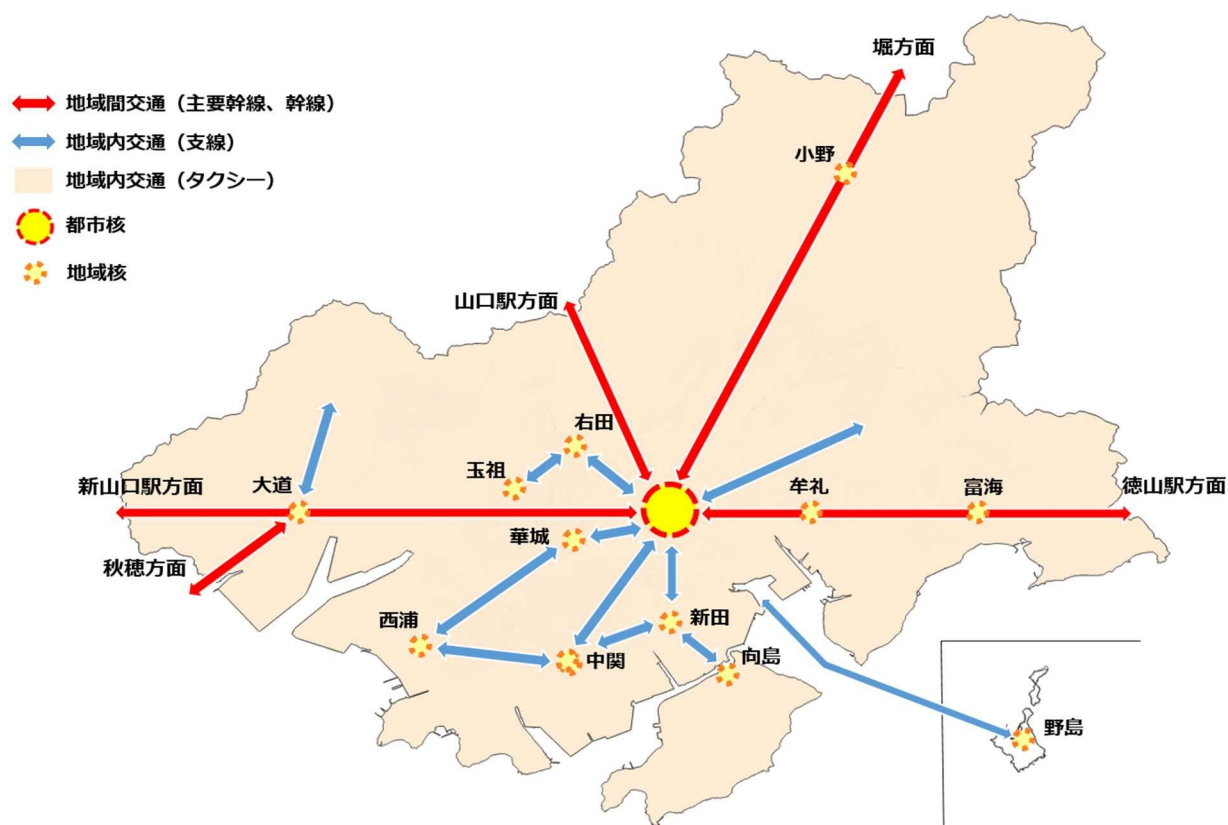 堀方面
地域間交通（主要幹線、幹線）
地域内交通（支線）
小野
地域内交通（タクシー）
都市核
地域核
山口駅方面
右田
玉祖
新山口駅方面
大道
牟礼
富海
徳山駅方面
華城
秋穂方面
西浦
新田
中関
向島
野島